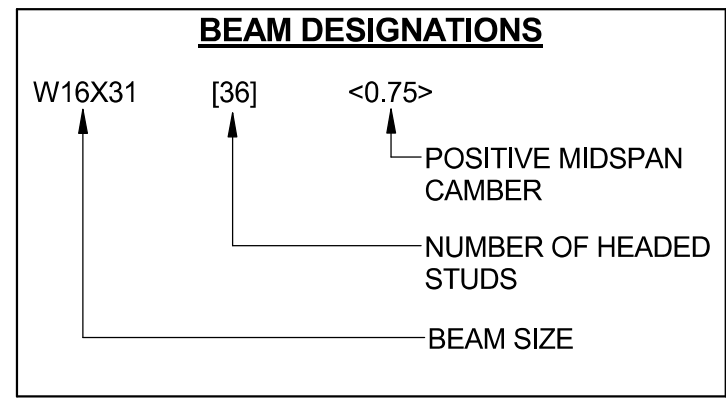 BEAM DESIGNATIONS
W16X31 [36] <0.75>
POSITIVE MIDSPAN
CAMBER
NUMBER OF HEADED
STUDS
BEAM SIZE